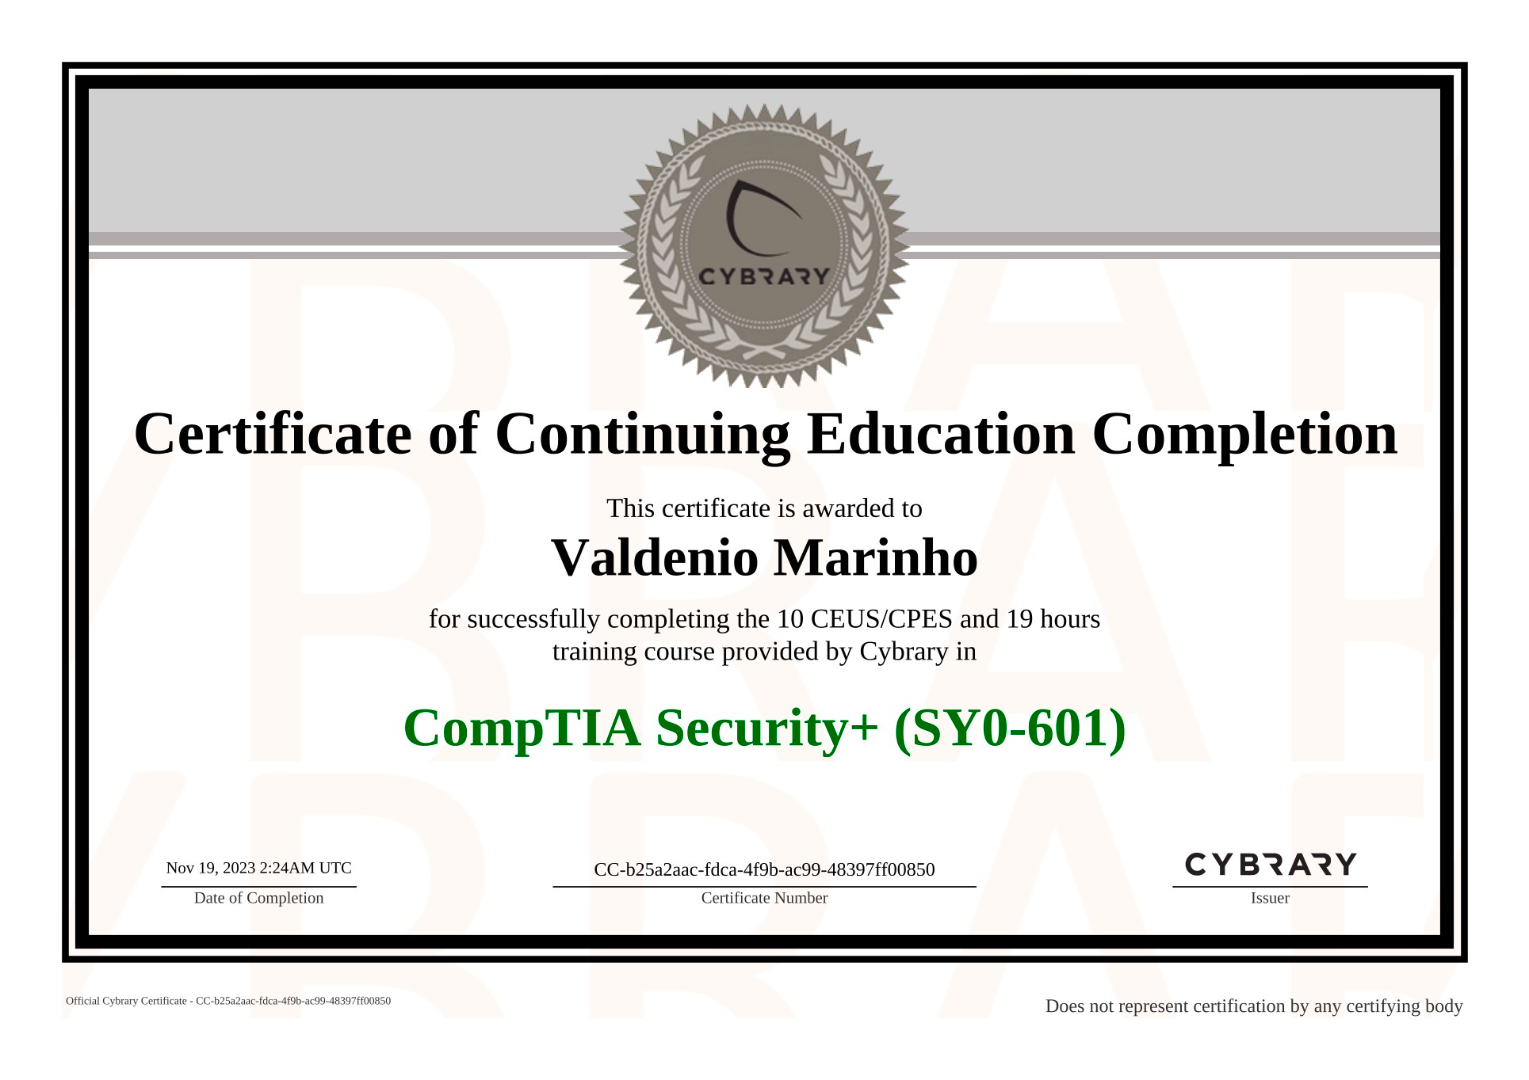 CYBRARY
Certificate of Continuing Education Completion
This certificate is awarded to
Valdenio Marinho
for successfully completing the 10 CEUS/CPES and 19 hours
training course provided by Cybrary in
CompTIA Security+ (SY0-601)
Nov 19, 2023 2:24AM UTC
Date of Completion
CC-b25a2aac-fdca-4f9b-ac99-48397ff00850
Certificate Number
CYBRARY
Issuer
Official Cybrary Certificate - CC-b25a2aac-fdca-4f9b-ac99-48397ff00850
Does not represent certification by any certifying body